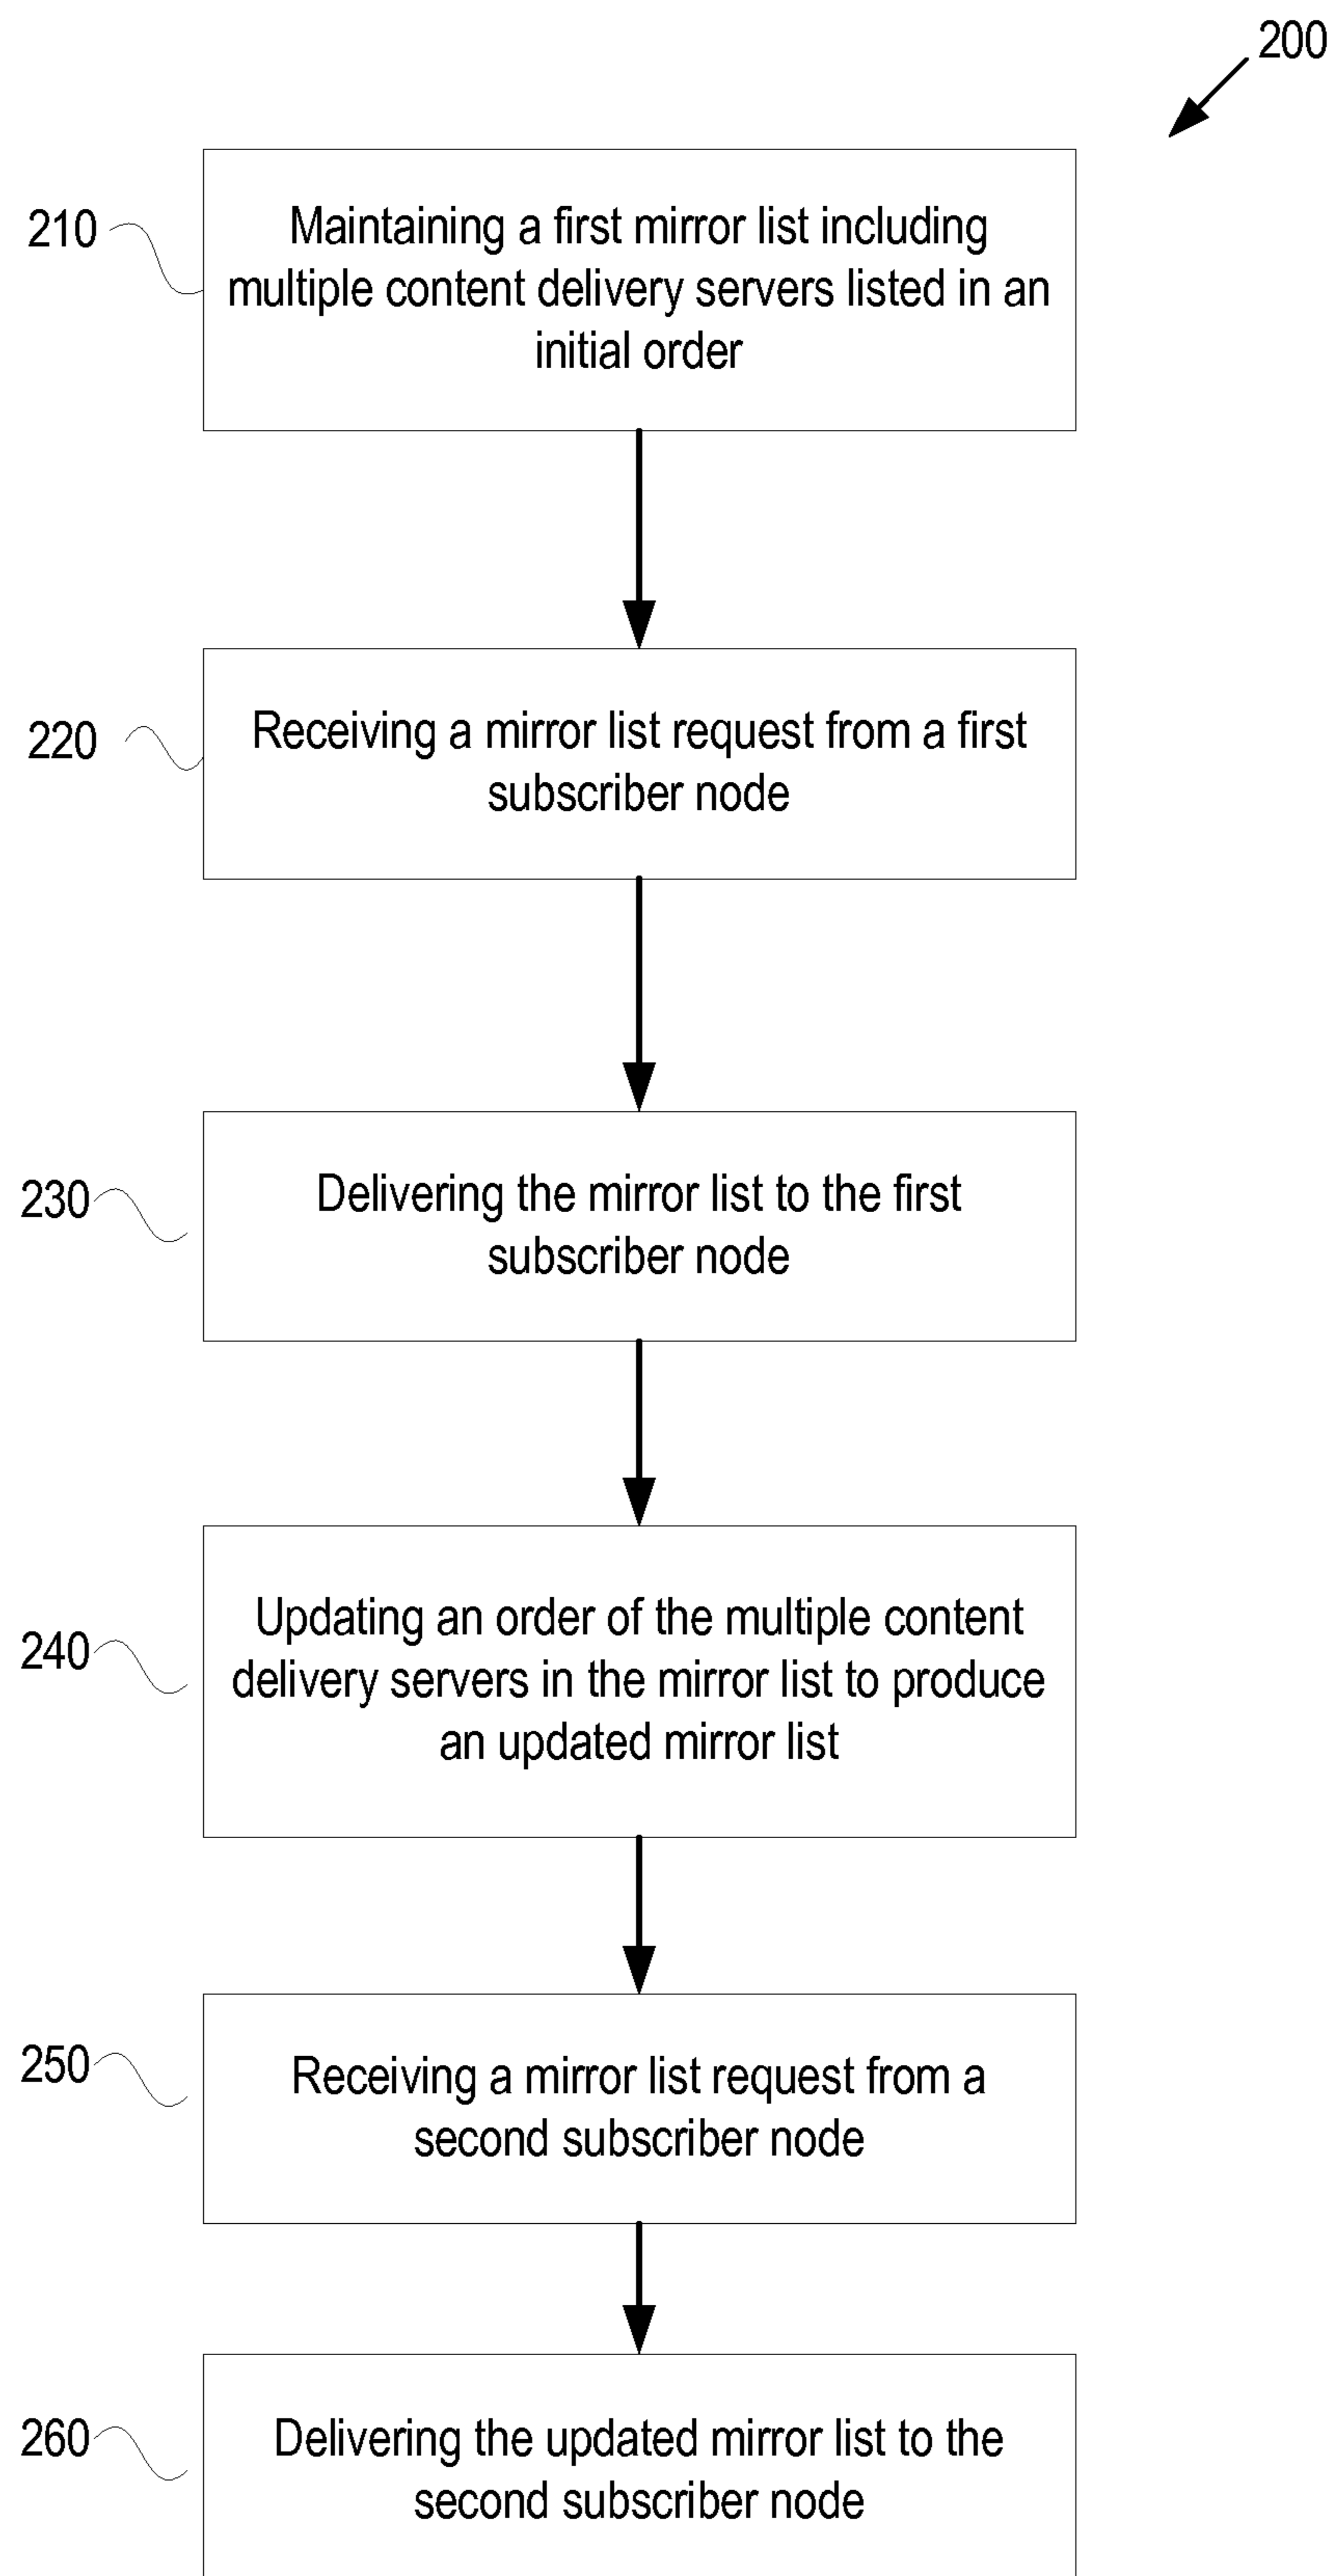 200
210
Maintaining a first mirror list including
multiple content delivery servers listed in an
initial order
220
Receiving a mirror list request from a first
subscriber node
230
Delivering the mirror list to the first
subscriber node
240
Updating an order of the multiple content
delivery servers in the mirror list to produce
an updated mirror list
250
Receiving a mirror list request from a
second subscriber node
260
Delivering the updated mirror list to the
second subscriber node